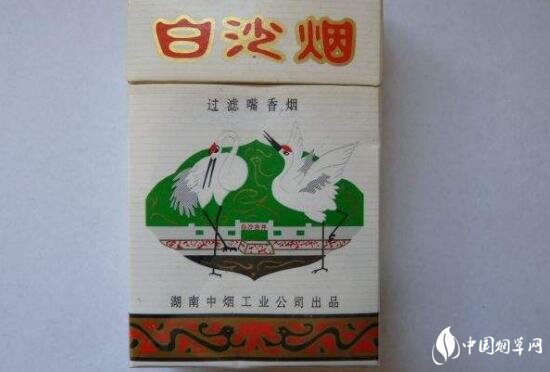 白沙烟
过滤嘴香烟
白沙古井
湖南中烟工业公司出品
中国烟草网